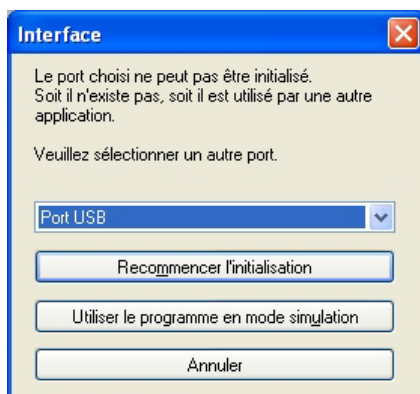 Interface
Le port choisi ne peut pas être initialisé.
Soit il n'existe pas, soit il est utilisé par une autre
application.
Veuillez sélectionner un autre port.
Port USB
Recommencer l'initialisation
Utiliser le programme en mode simulation
Annuler